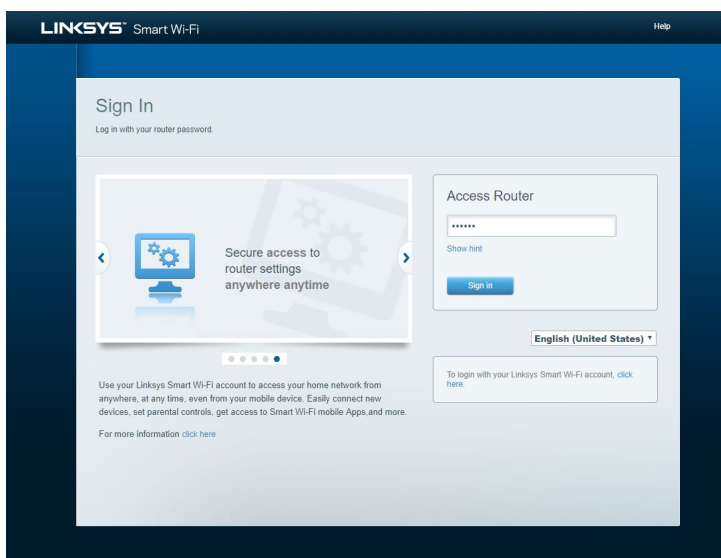 LINKSYS™ Smart Wi-Fi
Help
Sign In
Log in with your router password.
Secure access to
router settings
anywhere anytime
Use your Linksys Smart Wi-Fi account to access your home network from
anywhere, at any time, even from your mobile device. Easily connect new
devices, set parental controls, get access to Smart Wi-Fi mobile Apps,and more.
For more information click here
Access Router
••••••
Show hint
Sign in
English (United States)
To login with your Linksys Smart Wi-Fi account, click
here.